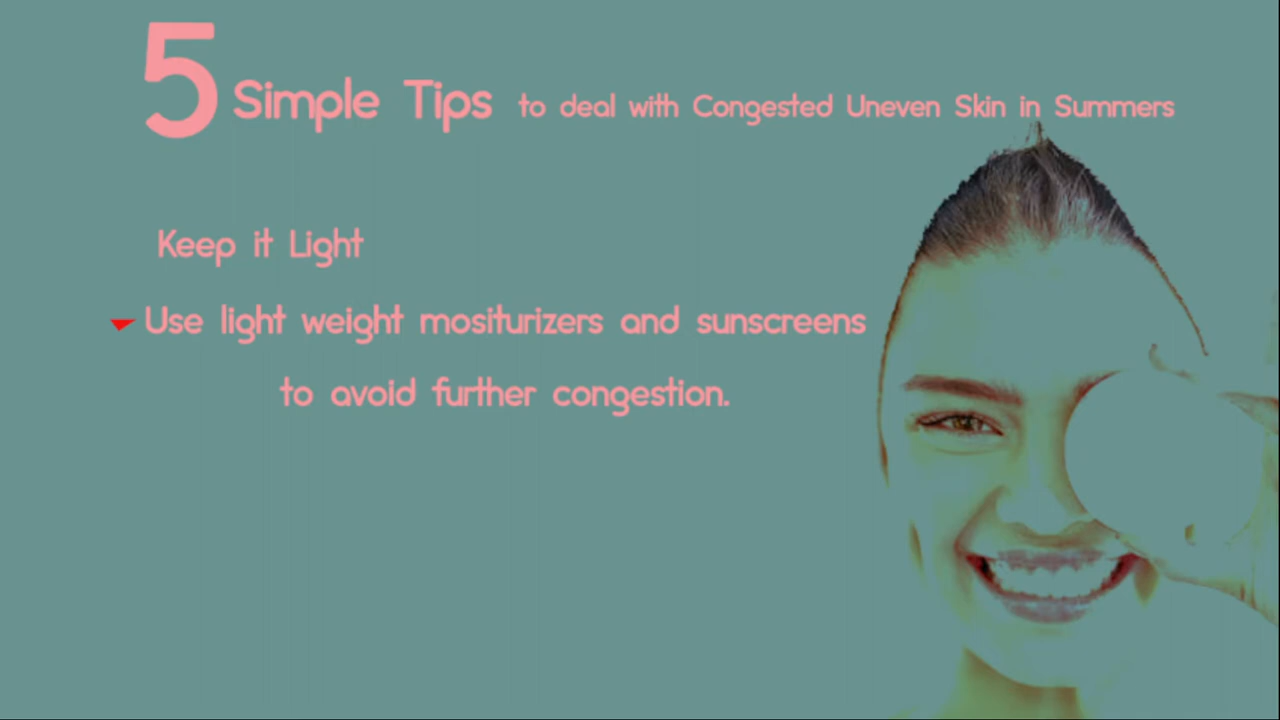 5 Simple Tips to deal with Congested Uneven Skin in Summers
Keep it Light
Use light weight mositurizers and sunscreens
to avoid further congestion.